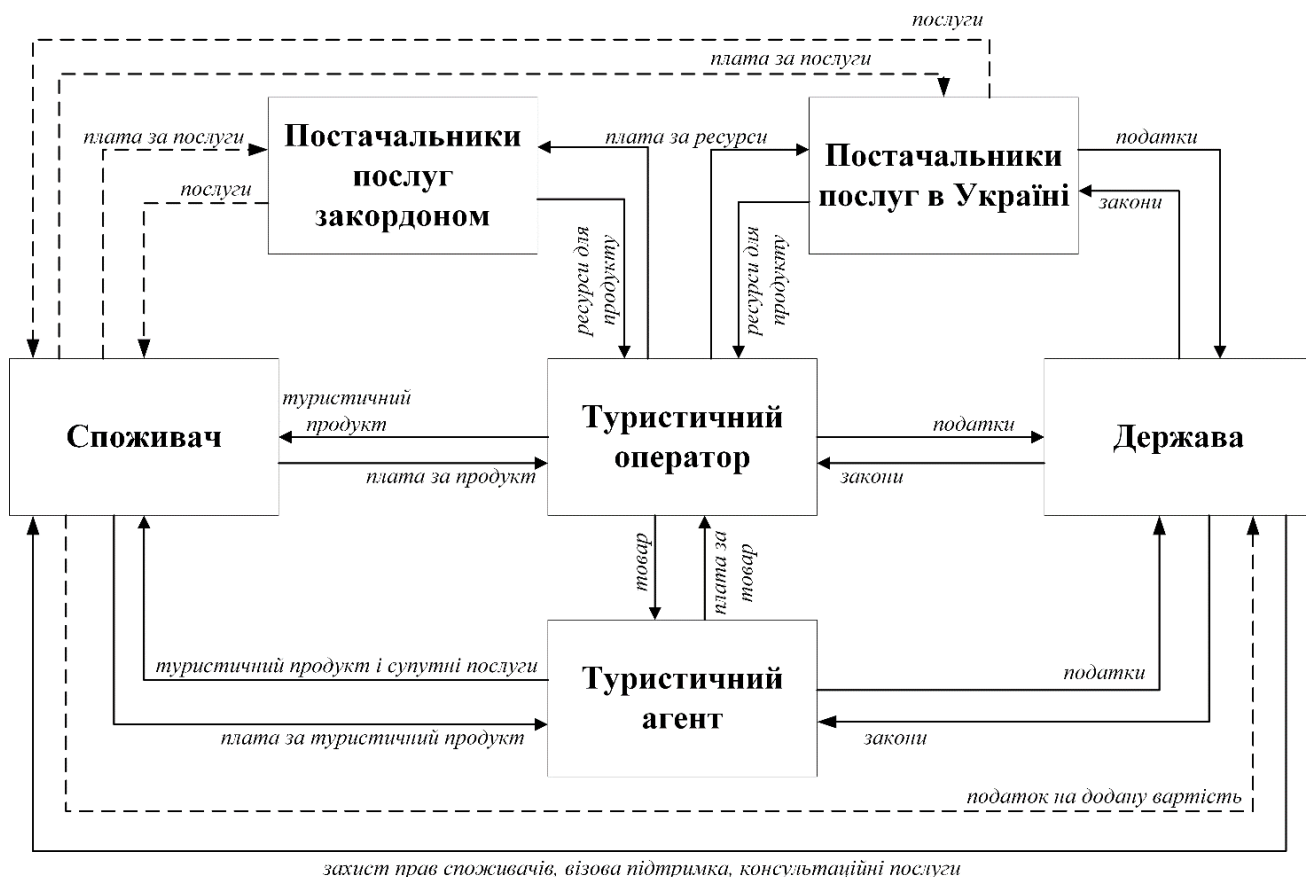 послуги
плата за послуги
плата за послуги
послуги
Постачальники
послуг
закордоном
плата за ресурси
Постачальники
послуг в Україні
податки
закони
ресурси для
продукту
ресурси для
продукту
Споживач
туристичний
продукт
плата за продукт
Туристичний
оператор
податки
закони
Держава
товар
плата за
товар
туристичний продукт і супутні послуги
плата за туристичний продукт
Туристичний
агент
податки
закони
податок на додану вартість
захист прав споживачів, візова підтримка, консультаційні послуги